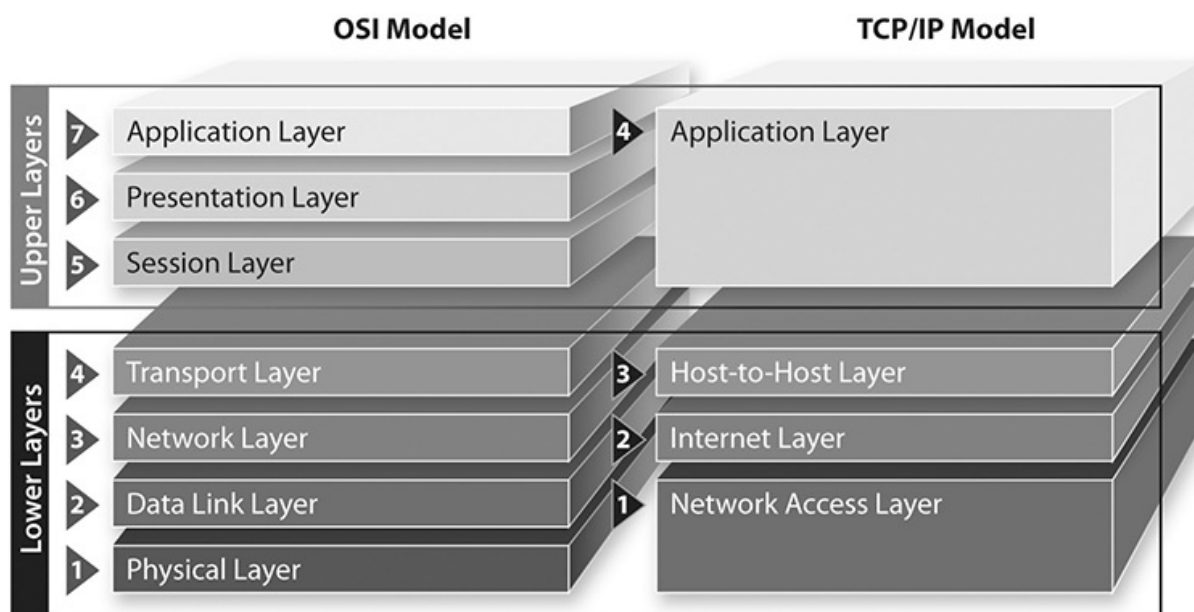 OSI Model
TCP/IP Model
Upper Layers
7 Application Layer
6 Presentation Layer
5 Session Layer
4 Application Layer
Lower Layers
4 Transport Layer
3 Network Layer
2 Data Link Layer
1 Physical Layer
3 Host-to-Host Layer
2 Internet Layer
1 Network Access Layer